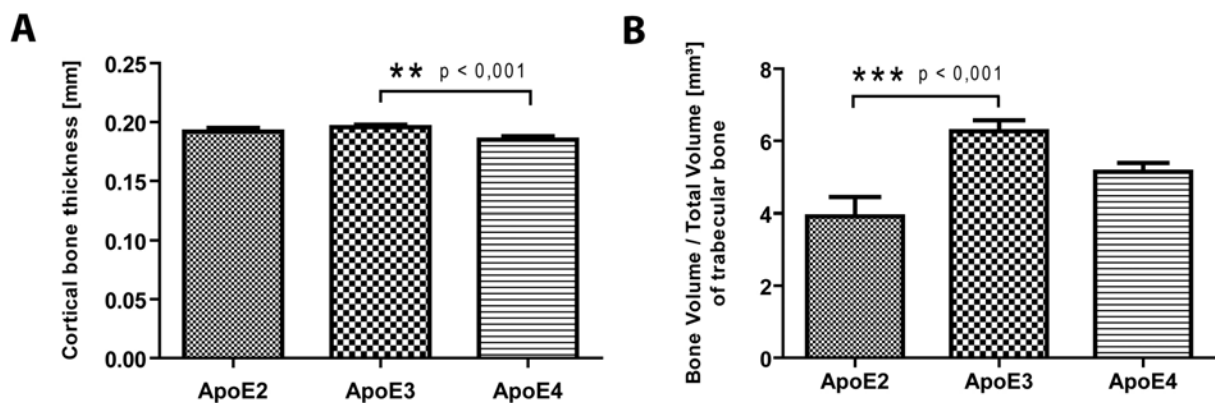 A
Cortical bone thickness [mm]
0.25
0.20
0.15
0.10
0.05
0.00
** p < 0,001
ApoE2 ApoE3 ApoE4
B
Bone Volume / Total Volume [mm³]
of trabecular bone
8
6
4
2
0
*** p < 0,001
ApoE2 ApoE3 ApoE4